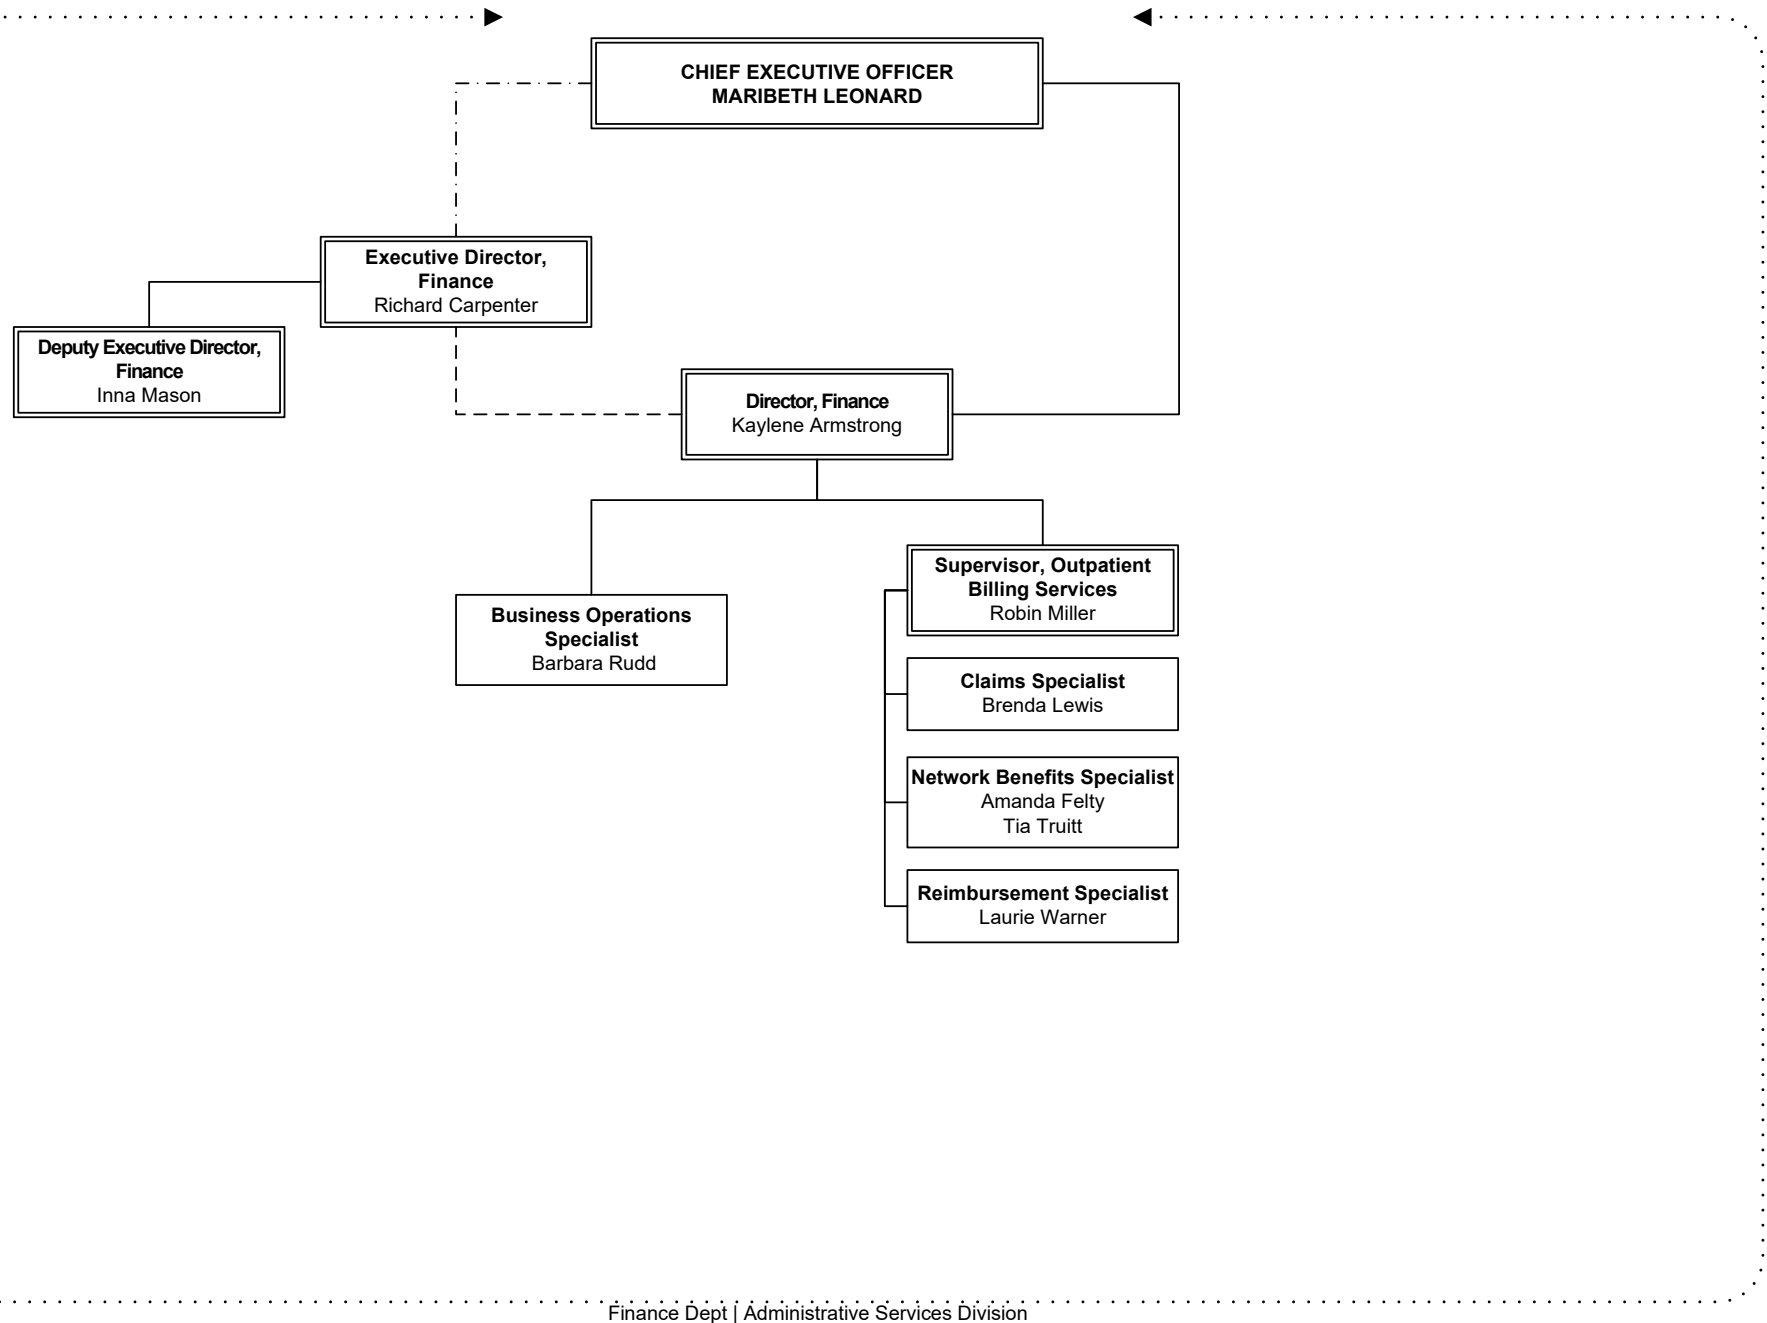 CHIEF EXECUTIVE OFFICER
MARIBETH LEONARD
Executive Director,
Finance
Richard Carpenter
Deputy Executive Director,
Finance
Inna Mason
Director, Finance
Kaylene Armstrong
Supervisor, Outpatient
Billing Services
Robin Miller
Business Operations
Specialist
Barbara Rudd
Claims Specialist
Brenda Lewis
Network Benefits Specialist
Amanda Felty
Tia Truitt
Reimbursement Specialist
Laurie Warner
Finance Dept | Administrative Services Division